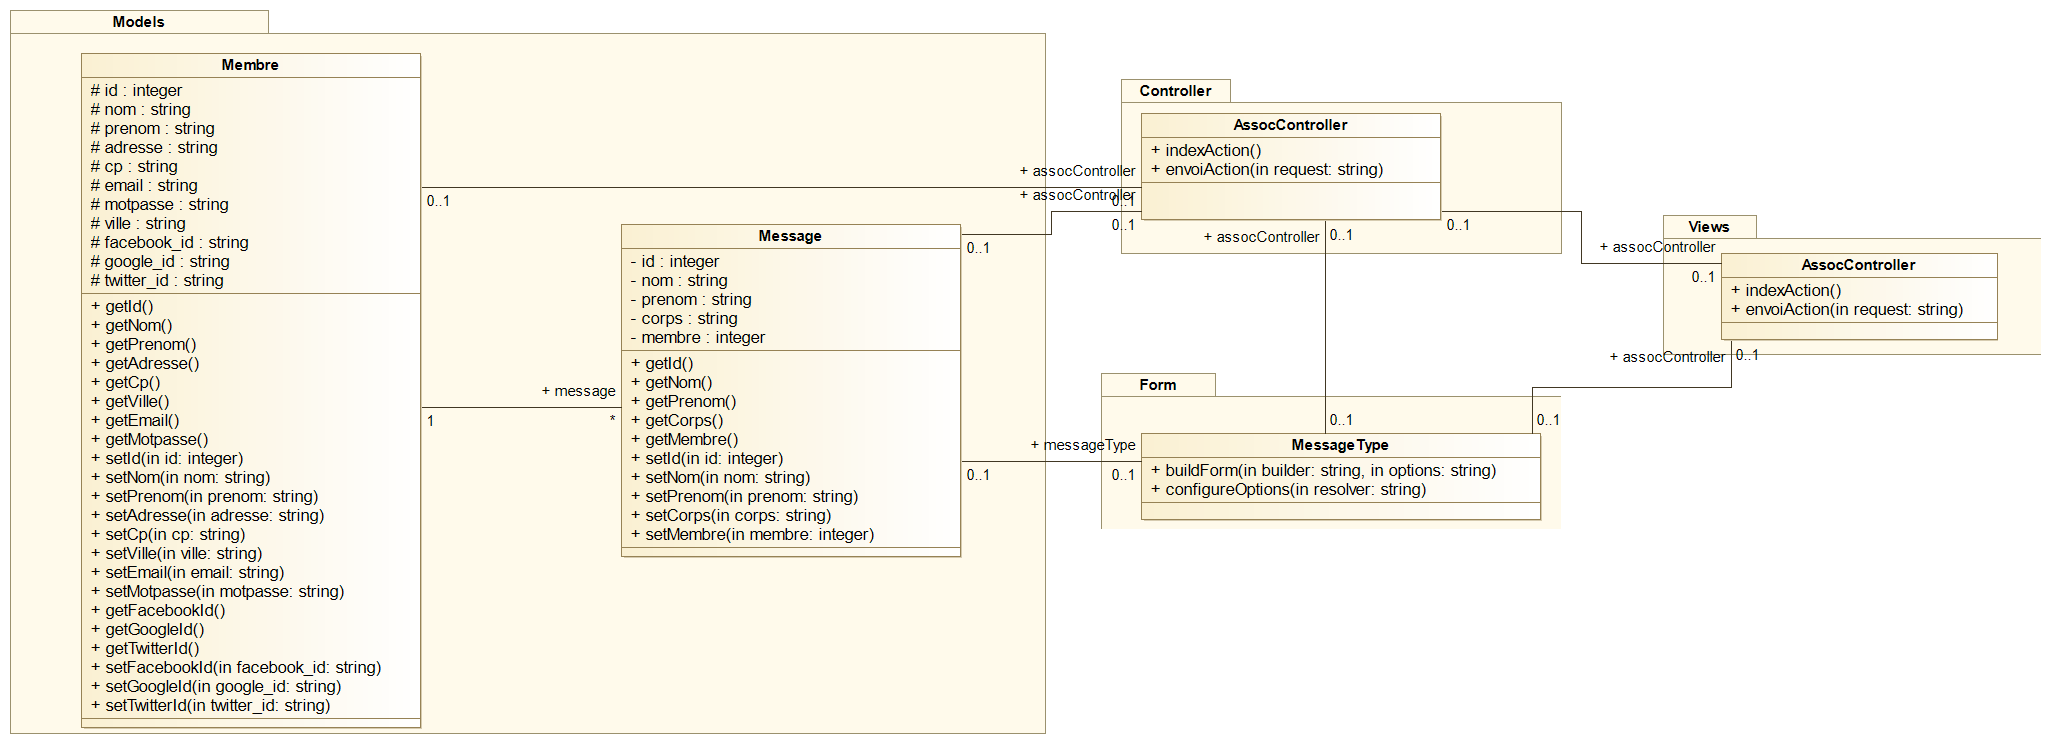 Models
Membre
# id : integer
# nom : string
# prenom : string
# adresse : string
# cp : string
# email : string
# motpasse : string
# ville : string
# facebook_id : string
# google_id : string
# twitter_id : string
+ getId()
+ getNom()
+ getPrenom()
+ getAdresse()
+ getCp()
+ getVille()
+ getEmail()
+ getMotpasse()
+ setId(in id: integer)
+ setNom(in nom: string)
+ setPrenom(in prenom: string)
+ setAdresse(in adresse: string)
+ setCp(in cp: string)
+ setVille(in ville: string)
+ setEmail(in email: string)
+ setMotpasse(in motpasse: string)
+ getFacebookId()
+ getGoogleId()
+ getTwitterId()
+ setFacebookId(in facebook_id: string)
+ setGoogleId(in google_id: string)
+ setTwitterId(in twitter_id: string)
0..1
1
+ message
*
Message
- id : integer
- nom : string
- prenom : string
- corps : string
- membre : integer
+ getId()
+ getNom()
+ getPrenom()
+ getCorps()
+ getMembre()
+ setId(in id: integer)
+ setNom(in nom: string)
+ setPrenom(in prenom: string)
+ setCorps(in corps: string)
+ setMembre(in membre: integer)
0..1
0..1
+ assocController
0..1
+ assocController
0..1
Controller
AssocController
+ indexAction()
+ envoiAction(in request: string)
+ assocController
0..1
0..1
+ messageType
0..1
Form
0..1
0..1
MessageType
+ buildForm(in builder: string, in options: string)
+ configureOptions(in resolver: string)
+ assocController
0..1
Views
AssocController
+ indexAction()
+ envoiAction(in request: string)
+ assocController
0..1